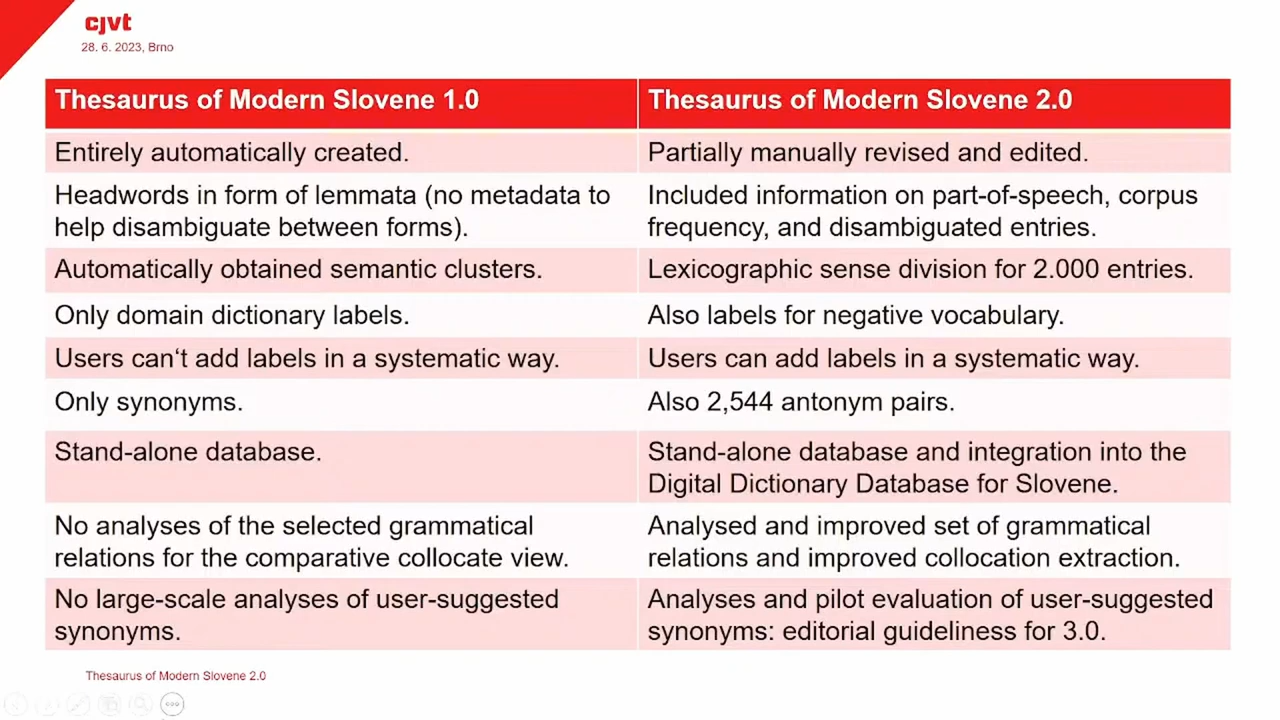 cjvt
28. 6. 2023, Brno
Thesaurus of Modern Slovene 1.0
Thesaurus of Modern Slovene 2.0
Entirely automatically created.
Partially manually revised and edited.
Headwords in form of lemmata (no metadata to
help disambiguate between forms).
Included information on part-of-speech, corpus
frequency, and disambiguated entries.
Automatically obtained semantic clusters.
Lexicographic sense division for 2.000 entries.
Only domain dictionary labels.
Also labels for negative vocabulary.
Users can‘t add labels in a systematic way.
Users can add labels in a systematic way.
Only synonyms.
Also 2,544 antonym pairs.
Stand-alone database.
Stand-alone database and integration into the
Digital Dictionary Database for Slovene.
No analyses of the selected grammatical
relations for the comparative collocate view.
Analysed and improved set of grammatical
relations and improved collocation extraction.
No large-scale analyses of user-suggested
synonyms.
Analyses and pilot evaluation of user-suggested
synonyms: editorial guideliness for 3.0.
Thesaurus of Modern Slovene 2.0